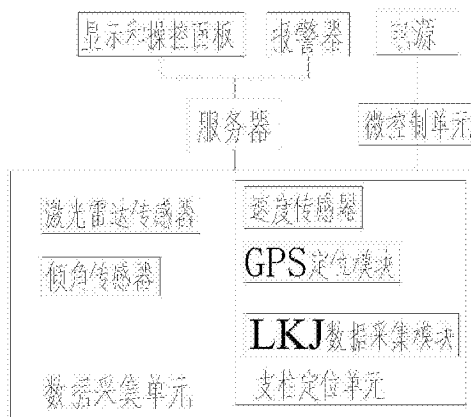 显示和操控面板
报警器
电源
服务器
微控制单元
激光雷达传感器
速度传感器
倾角传感器
GPS定位模块
LKJ数据采集模块
数据采集单元
支柱定位单元